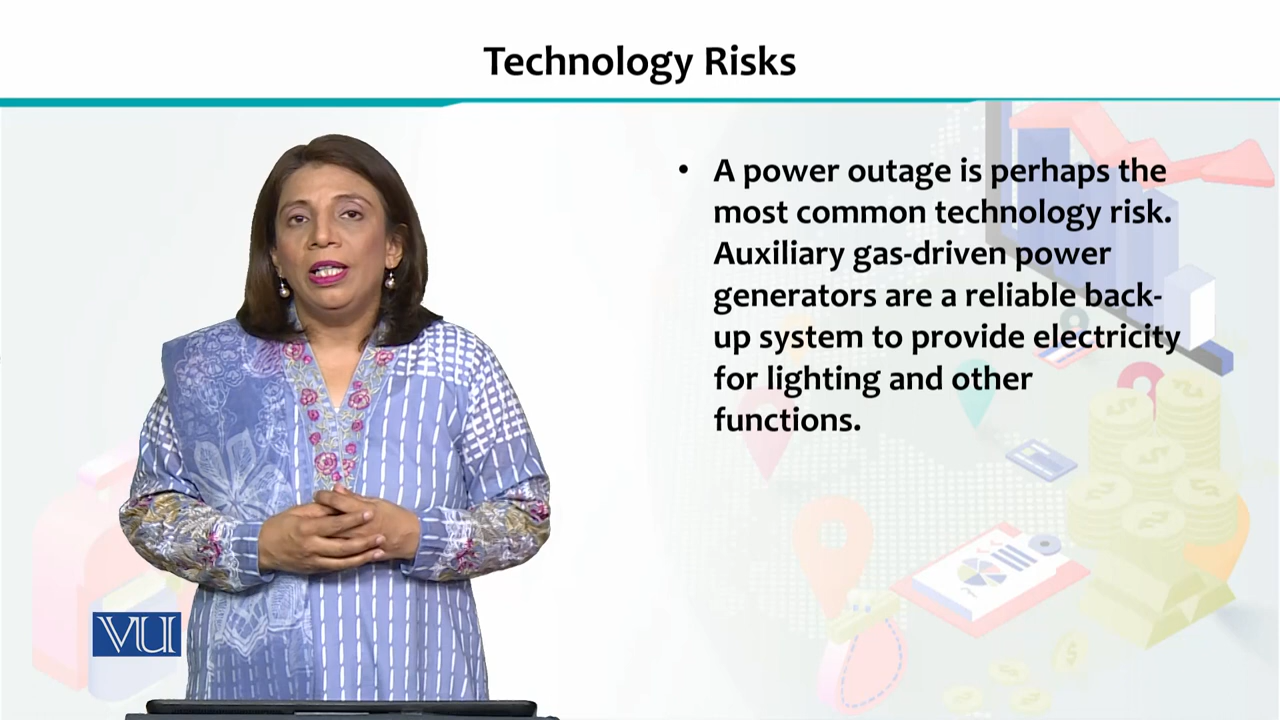 Technology Risks
• A power outage is perhaps the
most common technology risk.
Auxiliary gas-driven power
generators are a reliable back-
up system to provide electricity
for lighting and other
functions.
VU